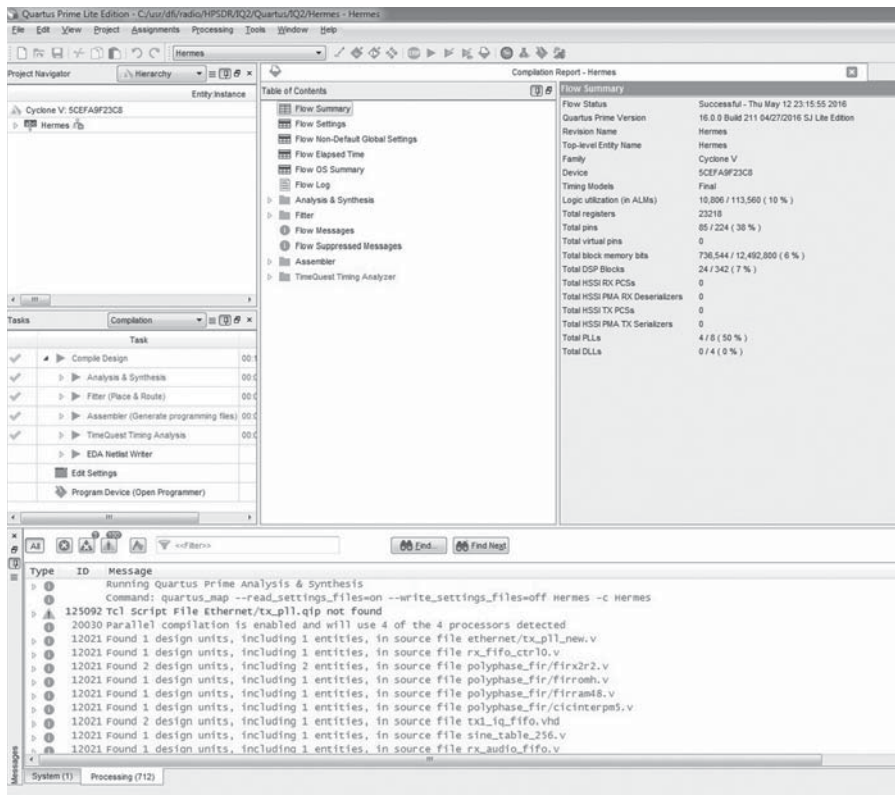 Quartus Prime Lite Edition - C:/usr/dfi/radio/HPSDR/IQ2/Quartus/IQ2/Hermes - Hermes
File Edit View Project Assignments Processing Tools Window Help
Hermes
Project Navigator
Hierarchy
Entity:Instance
Cyclone V: 5CEFA9F23C8
Hermes
Tasks
Compilation
Task
Compile Design
Analysis & Synthesis
Fitter (Place & Route)
Assembler (Generate programming files)
TimeQuest Timing Analysis
EDA Netlist Writer
Edit Settings
Program Device (Open Programmer)
Compilation Report - Hermes
Table of Contents
Flow Summary
Flow Settings
Flow Non-Default Global Settings
Flow Elapsed Time
Flow OS Summary
Flow Log
Analysis & Synthesis
Fitter
Flow Messages
Flow Suppressed Messages
Assembler
TimeQuest Timing Analyzer
Flow Summary
Flow Status Successful - Thu May 12 23:15:55 2016
Quartus Prime Version 16.0.0 Build 211 04/27/2016 SJ Lite Edition
Revision Name Hermes
Top-level Entity Name Hermes
Family Cyclone V
Device 5CEFA9F23C8
Timing Models Final
Logic utilization (in ALMs) 10,806 / 113,560 ( 10 % )
Total registers 23218
Total pins 85 / 224 ( 38 % )
Total virtual pins 0
Total block memory bits 736,544 / 12,492,800 ( 6 % )
Total DSP Blocks 24 / 342 ( 7 % )
Total HSSI RX PCSs 0
Total HSSI PMA RX Deserializers 0
Total HSSI TX PCSs 0
Total HSSI PMA TX Serializers 0
Total PLLs 4 / 8 ( 50 % )
Total DLLs 0 / 4 ( 0 % )
All
<<Filter>>
Find...
Find Next
Type ID Message
Running Quartus Prime Analysis & Synthesis
Command: quartus_map --read_settings_files=on --write_settings_files=off Hermes -c Hermes
125092 Tcl Script File Ethernet/tx_pll.qip not found
20030 Parallel compilation is enabled and will use 4 of the 4 processors detected
12021 Found 1 design units, including 1 entities, in source file ethernet/tx_pll_new.v
12021 Found 1 design units, including 1 entities, in source file rx_fifo_ctrl0.v
12021 Found 2 design units, including 2 entities, in source file polyphase_fir/firx2r2.v
12021 Found 1 design units, including 1 entities, in source file polyphase_fir/firromh.v
12021 Found 1 design units, including 1 entities, in source file polyphase_fir/firram48.v
12021 Found 1 design units, including 1 entities, in source file polyphase_fir/cicinterpm5.v
12021 Found 2 design units, including 1 entities, in source file tx1_iq_fifo.vhd
12021 Found 1 design units, including 1 entities, in source file sine_table_256.v
12021 Found 1 design units, including 1 entities, in source file rx_audio_fifo.v
Messages
System (1) Processing (712)